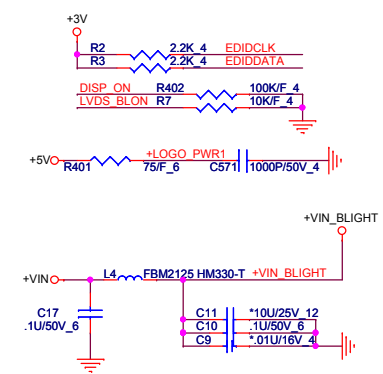 +3V
R2 2.2K_4 EDIDCLK
R3 2.2K_4 EDIDDATA
DISP_ON R402 100K/F_4
LVDS_BLON R7 10K/F_4
+5V +LOGO_PWR1
R401 75/F_6 C571 1000P/50V_4
+VIN_BLIGHT
+VIN L4 FBM2125 HM330-T +VIN_BLIGHT
C17 C11 *10U/25V_12
.1U/50V_6 C10 .1U/50V_6
C9 *.01U/16V_4